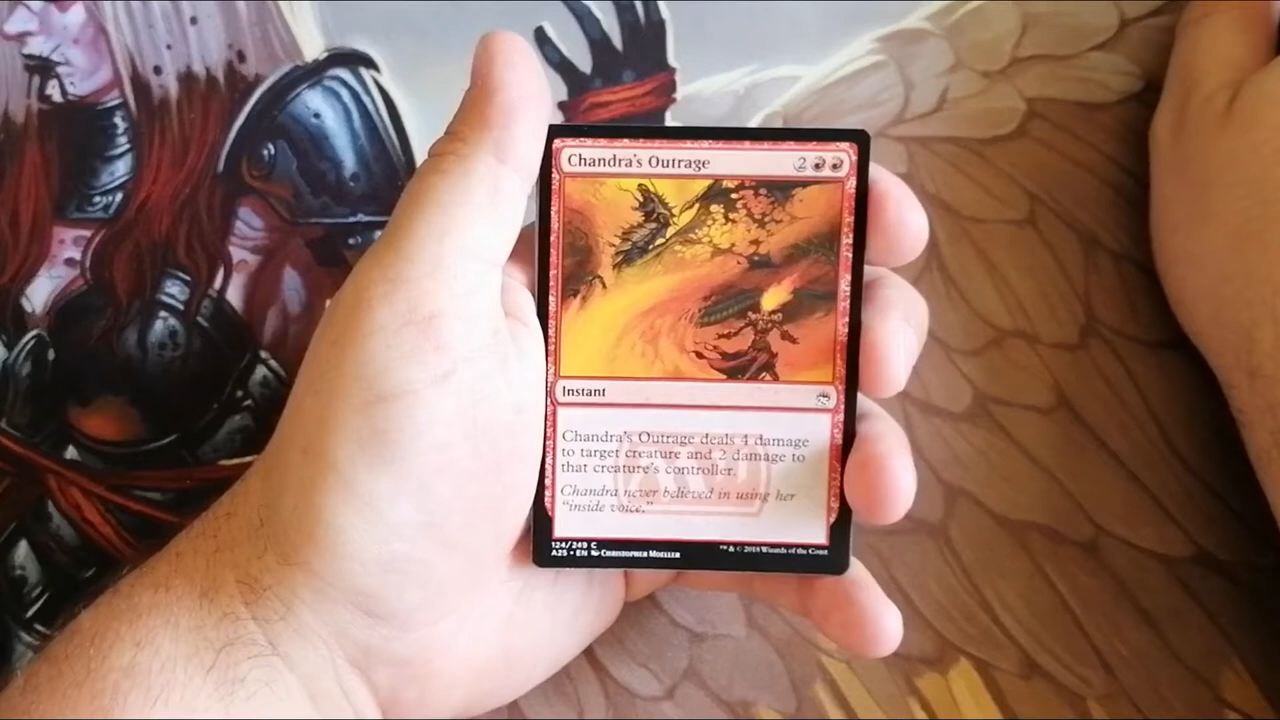 Chandra's Outrage 2
Instant
Chandra's Outrage deals 4 damage
to target creature and 2 damage to
that creature's controller.
Chandra never believed in using her
"inside voice."
124/249 C
A25 • EN Christopher Moeller
™ & © 2018 Wizards of the Coast